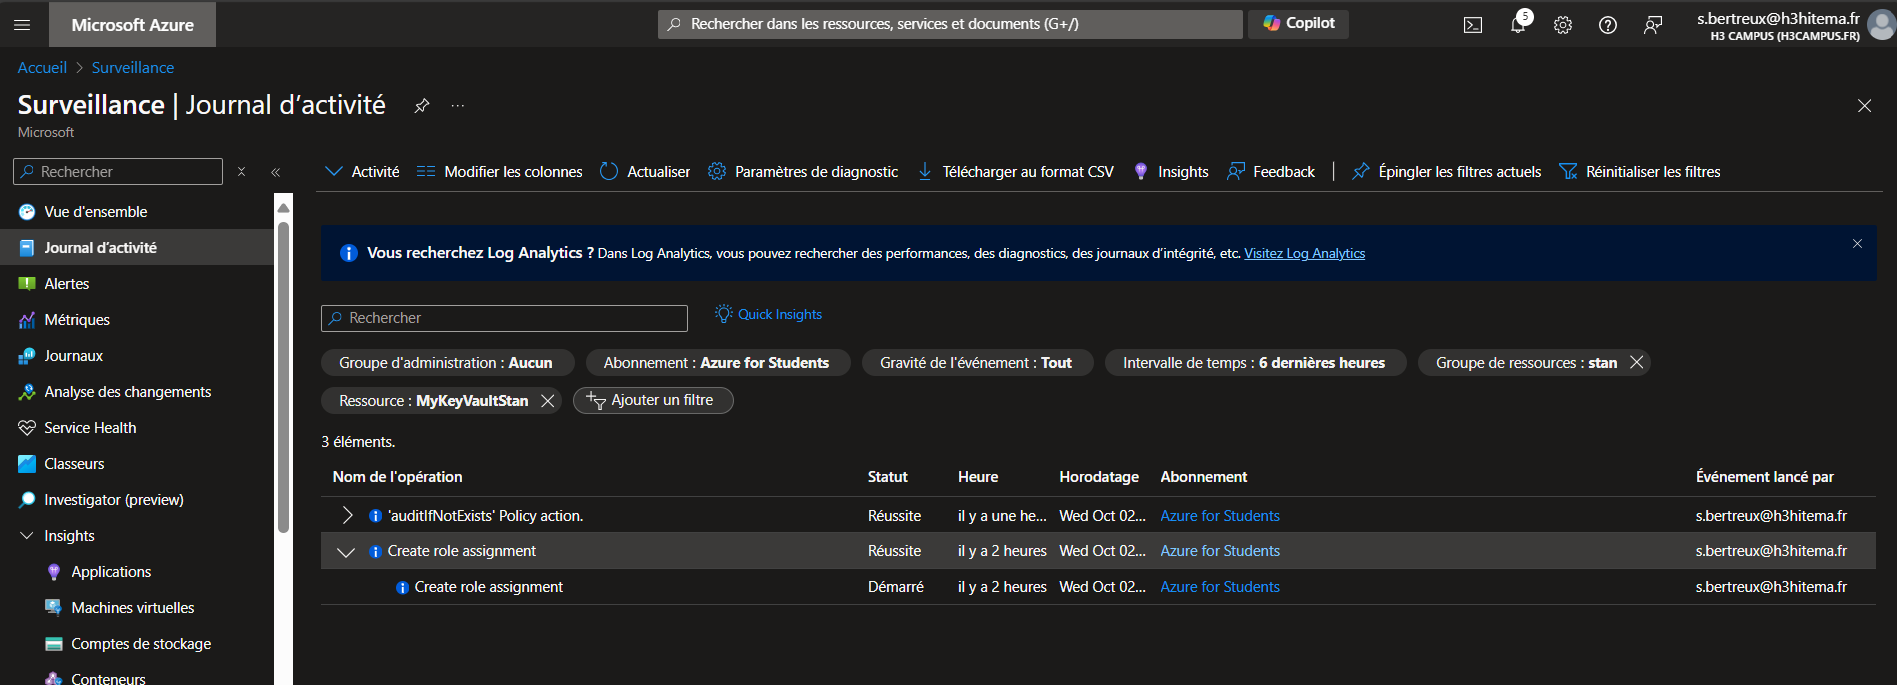 Microsoft Azure
Rechercher dans les ressources, services et documents (G+/)
Copilot
5
s.bertreux@h3hitema.fr
H3 CAMPUS (H3CAMPUS.FR)
Accueil > Surveillance
Surveillance | Journal d’activité
Microsoft
Rechercher
Activité
Modifier les colonnes
Actualiser
Paramètres de diagnostic
Télécharger au format CSV
Insights
Feedback
Épingler les filtres actuels
Réinitialiser les filtres
Vue d'ensemble
Journal d’activité
Alertes
Métriques
Journaux
Analyse des changements
Service Health
Classeurs
Investigator (preview)
Insights
Applications
Machines virtuelles
Comptes de stockage
Conteneurs
Vous recherchez Log Analytics ? Dans Log Analytics, vous pouvez rechercher des performances, des diagnostics, des journaux d’intégrité, etc. Visitez Log Analytics
Rechercher
Quick Insights
Groupe d'administration : Aucun
Abonnement : Azure for Students
Gravité de l'événement : Tout
Intervalle de temps : 6 dernières heures
Groupe de ressources : stan
Ressource : MyKeyVaultStan
Ajouter un filtre
3 éléments.
Nom de l'opération Statut Heure Horodatage Abonnement Événement lancé par
'auditIfNotExists' Policy action. Réussite il y a une he... Wed Oct 02... Azure for Students s.bertreux@h3hitema.fr
Create role assignment Réussite il y a 2 heures Wed Oct 02... Azure for Students s.bertreux@h3hitema.fr
Create role assignment Démarré il y a 2 heures Wed Oct 02... Azure for Students s.bertreux@h3hitema.fr